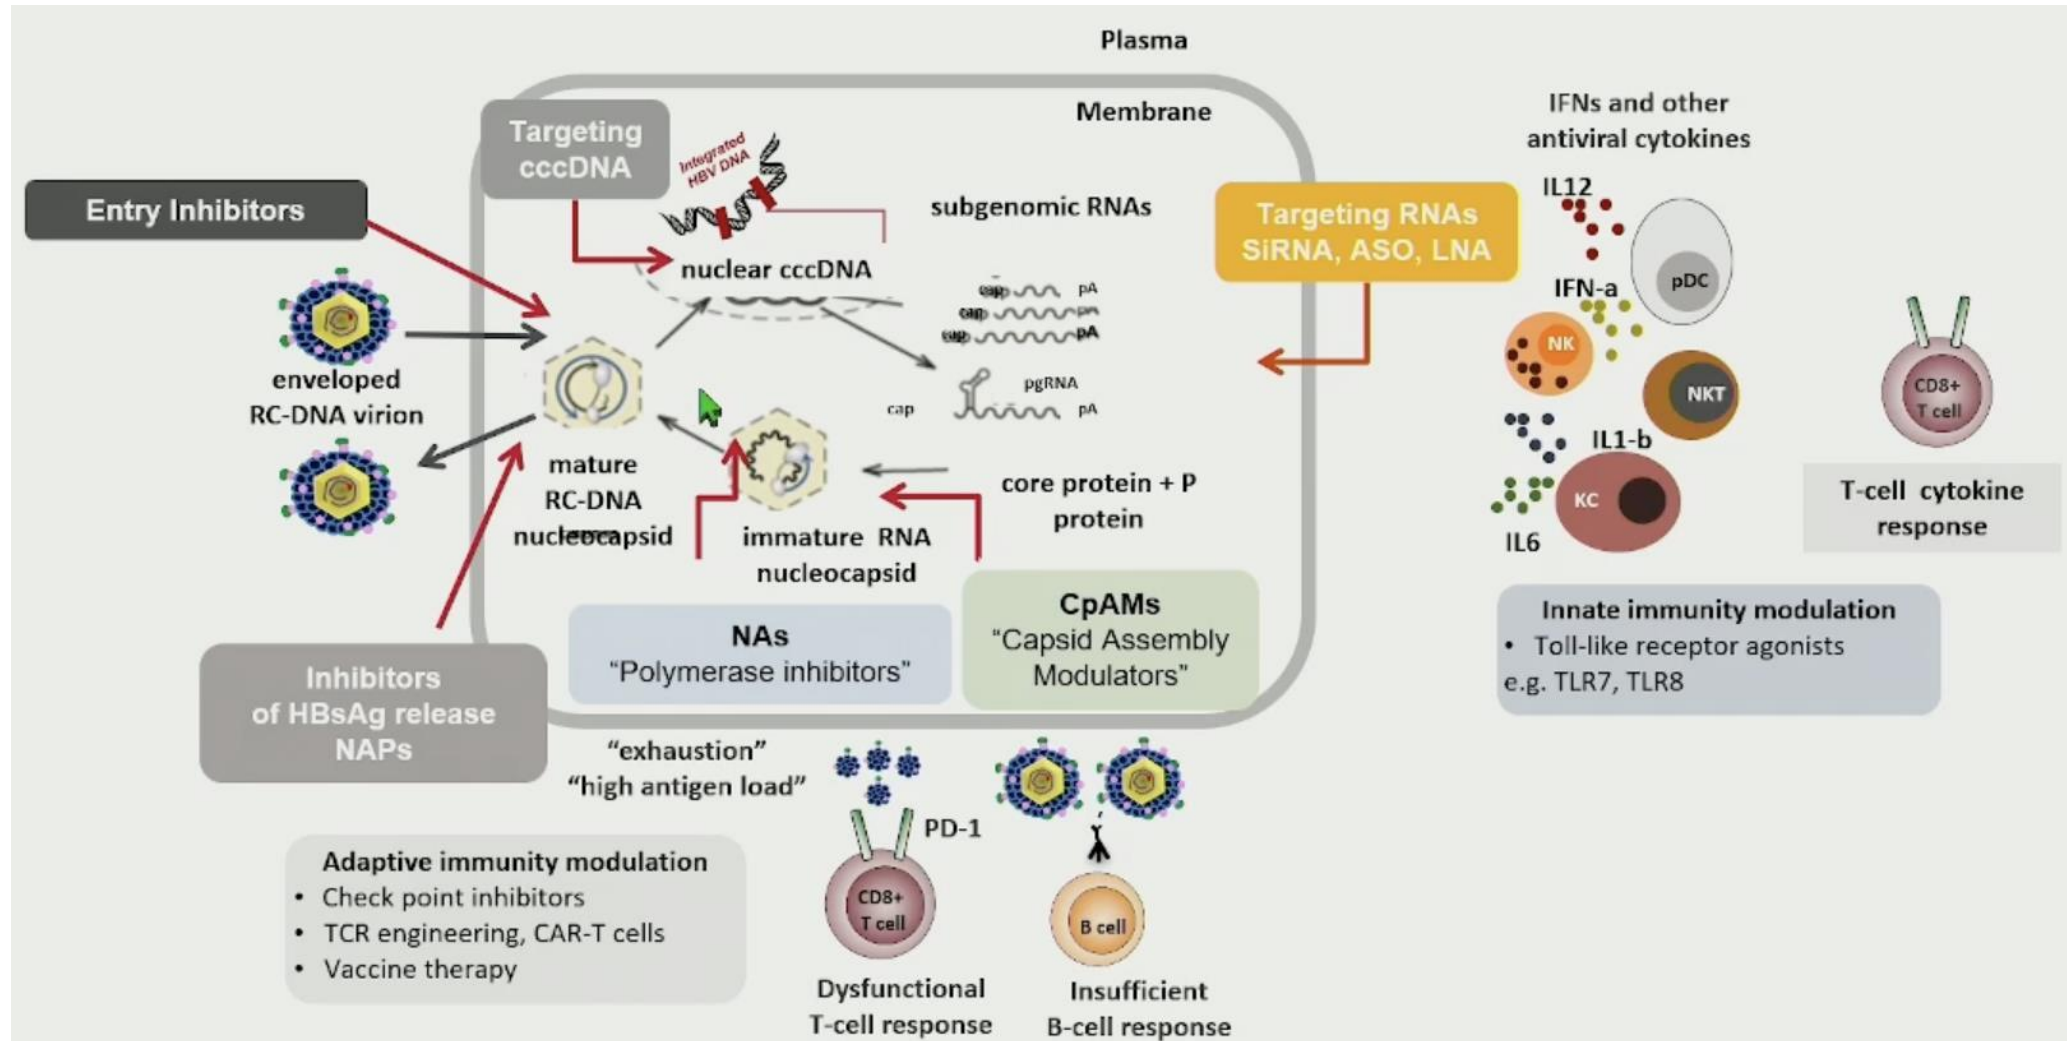 Plasma
Membrane
Targeting
cccDNA
Integrated
HBV DNA
Entry Inhibitors
nuclear cccDNA
subgenomic RNAs
Targeting RNAs
SiRNA, ASO, LNA
cap pA
cap
cap pA
pgRNA
cap pA
enveloped
RC-DNA virion
mature
RC-DNA
nucleocapsid
immature RNA
nucleocapsid
core protein + P
protein
NAs
“Polymerase inhibitors”
CpAMs
“Capsid Assembly
Modulators”
Inhibitors
of HBsAg release
NAPs
IFNs and other
antiviral cytokines
IL12
pDC
IFN-a
NK
NKT
IL1-b
KC
IL6
CD8+
T cell
T-cell cytokine
response
Innate immunity modulation
• Toll-like receptor agonists
e.g. TLR7, TLR8
“exhaustion”
“high antigen load”
PD-1
CD8+
T cell
Dysfunctional
T-cell response
B cell
Insufficient
B-cell response
Adaptive immunity modulation
• Check point inhibitors
• TCR engineering, CAR-T cells
• Vaccine therapy